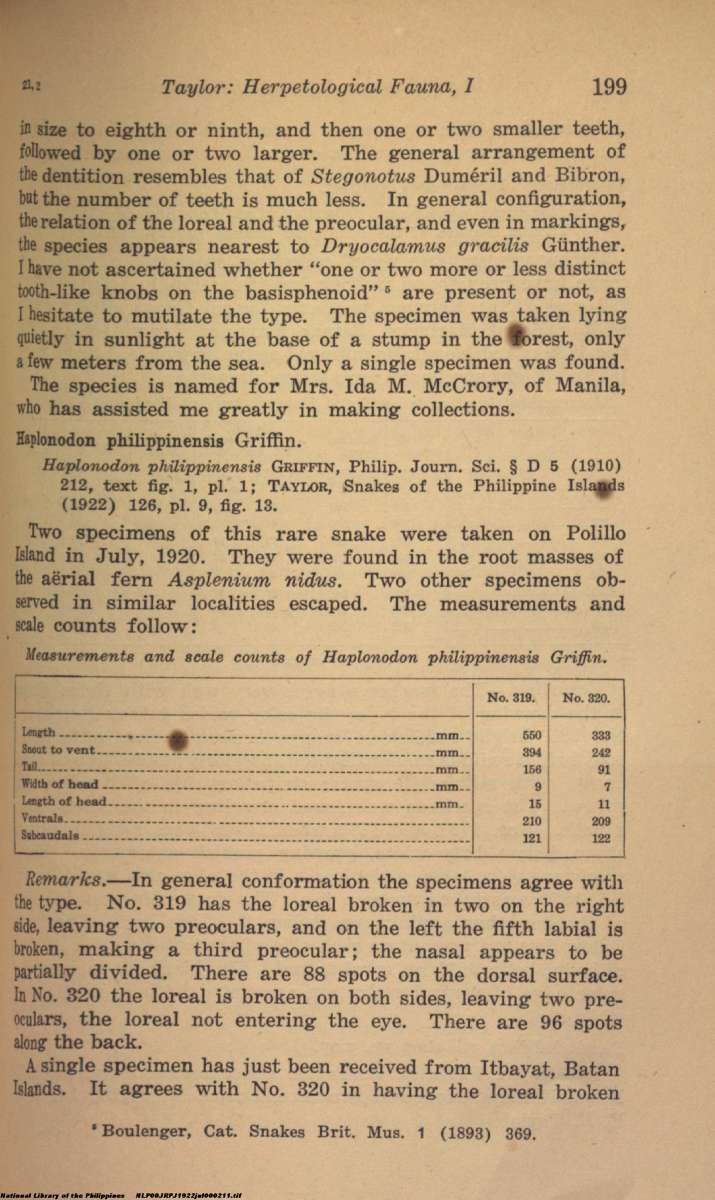 21,2 Taylor: Herpetological Fauna, I 199
in size to eighth or ninth, and then one or two smaller teeth,
followed by one or two larger. The general arrangement of
the dentition resembles that of Stegonotus Duméril and Bibron,
but the number of teeth is much less. In general configuration,
the relation of the loreal and the preocular, and even in markings,
the species appears nearest to Dryocalamus gracilis Günther.
I have not ascertained whether "one or two more or less distinct
tooth-like knobs on the basisphenoid" ⁵ are present or not, as
I hesitate to mutilate the type. The specimen was taken lying
quietly in sunlight at the base of a stump in the forest, only
a few meters from the sea. Only a single specimen was found.
The species is named for Mrs. Ida M. McCrory, of Manila,
who has assisted me greatly in making collections.
Haplonodon philippinensis Griffin.
Haplonodon philippinensis GRIFFIN, Philip. Journ. Sci. § D 5 (1910)
212, text fig. 1, pl. 1; TAYLOR, Snakes of the Philippine Islands
(1922) 126, pl. 9, fig. 13.
Two specimens of this rare snake were taken on Polillo
Island in July, 1920. They were found in the root masses of
the aërial fern Asplenium nidus. Two other specimens ob-
served in similar localities escaped. The measurements and
scale counts follow:
Measurements and scale counts of Haplonodon philippinensis Griffin.
No. 319. No. 320.
Length mm 550 333
Snout to vent mm 394 242
Tail mm 156 91
Width of head mm 9 7
Length of head mm 15 11
Ventrals 210 209
Subcaudals 121 122
Remarks.—In general conformation the specimens agree with
the type. No. 319 has the loreal broken in two on the right
side, leaving two preoculars, and on the left the fifth labial is
broken, making a third preocular; the nasal appears to be
partially divided. There are 88 spots on the dorsal surface.
In No. 320 the loreal is broken on both sides, leaving two pre-
oculars, the loreal not entering the eye. There are 96 spots
along the back.
A single specimen has just been received from Itbayat, Batan
Islands. It agrees with No. 320 in having the loreal broken
⁵ Boulenger, Cat. Snakes Brit. Mus. 1 (1893) 369.
National Library of the Philippines NLP00JRPJ1922jul000211.tif